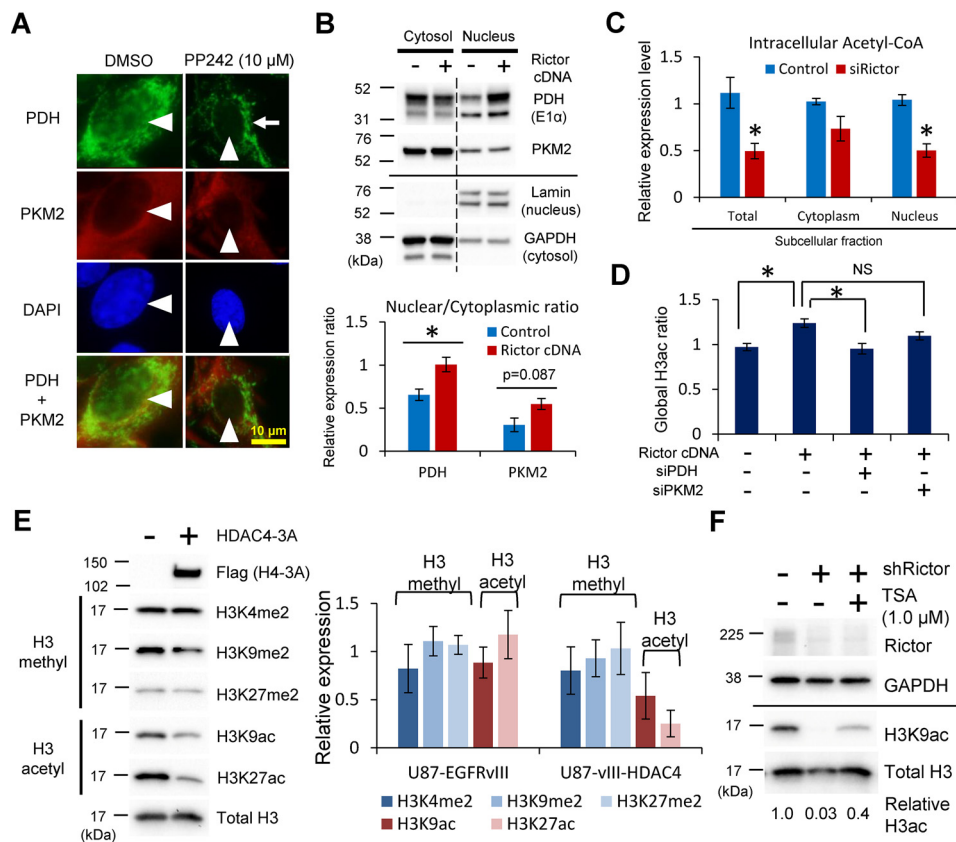 A
DMSO
PP242 (10 µM)
PDH
PKM2
DAPI
PDH
+
PKM2
10 µm
B
Cytosol Nucleus
- + - + Rictor
cDNA
52
31
PDH
(E1α)
52
PKM2
76
52
Lamin
(nucleus)
38
GAPDH
(cytosol)
(kDa)
Nuclear/Cytoplasmic ratio
Relative expression ratio
1.5
1
0.5
0
*
Control
Rictor cDNA
p=0.087
PDH
PKM2
C
Intracellular Acetyl-CoA
Control siRictor
Relative expression level
1.5
1
0.5
0
*
*
Total Cytoplasm Nucleus
Subcellular fraction
D
Global H3ac ratio
2
1.5
1
0.5
0
*
*
NS
Rictor cDNA - + + +
siPDH - - + -
siPKM2 - - - +
E
- + HDAC4-3A
150
102
Flag (H4-3A)
H3
methyl
17 H3K4me2
17 H3K9me2
17 H3K27me2
H3
acetyl
17 H3K9ac
17 H3K27ac
17 Total H3
(kDa)
Relative expression
1.5
1
0.5
0
H3
methyl
H3
acetyl
H3
methyl
H3
acetyl
U87-EGFRvIII
U87-vIII-HDAC4
H3K4me2 H3K9me2 H3K27me2
H3K9ac H3K27ac
F
- + + shRictor
- - + TSA
(1.0 µM)
225 Rictor
38 GAPDH
17 H3K9ac
17 Total H3
(kDa)
1.0 0.03 0.4 Relative
H3ac